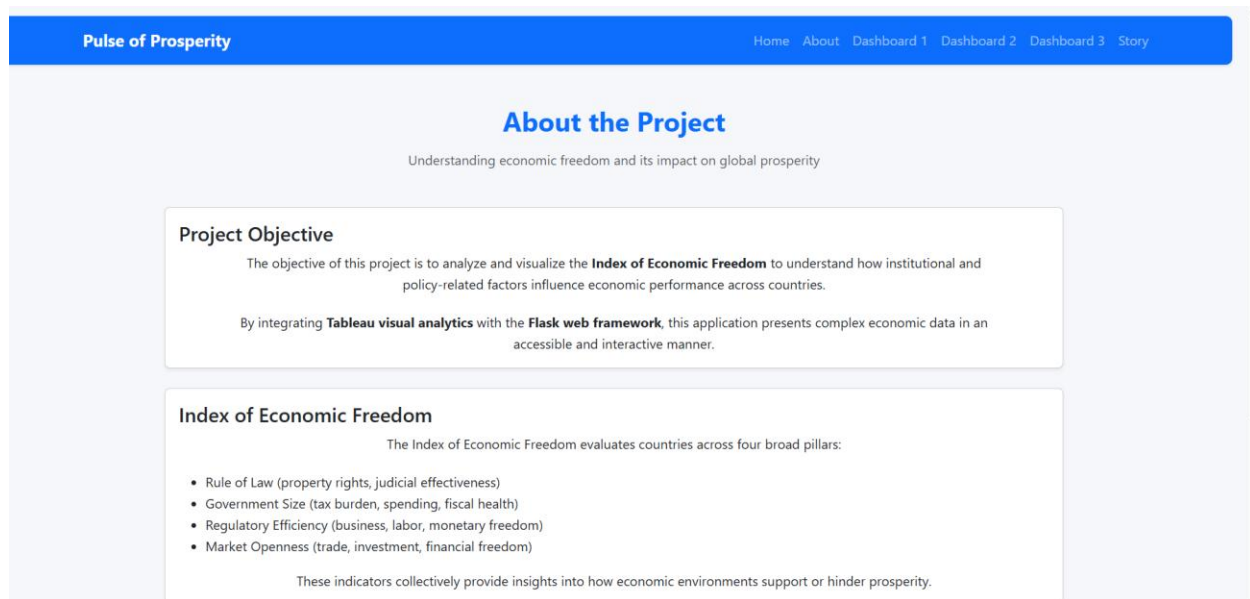 Pulse of Prosperity
Home About Dashboard 1 Dashboard 2 Dashboard 3 Story
About the Project
Understanding economic freedom and its impact on global prosperity
Project Objective
The objective of this project is to analyze and visualize the Index of Economic Freedom to understand how institutional and
policy-related factors influence economic performance across countries.
By integrating Tableau visual analytics with the Flask web framework, this application presents complex economic data in an
accessible and interactive manner.
Index of Economic Freedom
The Index of Economic Freedom evaluates countries across four broad pillars:
• Rule of Law (property rights, judicial effectiveness)
• Government Size (tax burden, spending, fiscal health)
• Regulatory Efficiency (business, labor, monetary freedom)
• Market Openness (trade, investment, financial freedom)
These indicators collectively provide insights into how economic environments support or hinder prosperity.